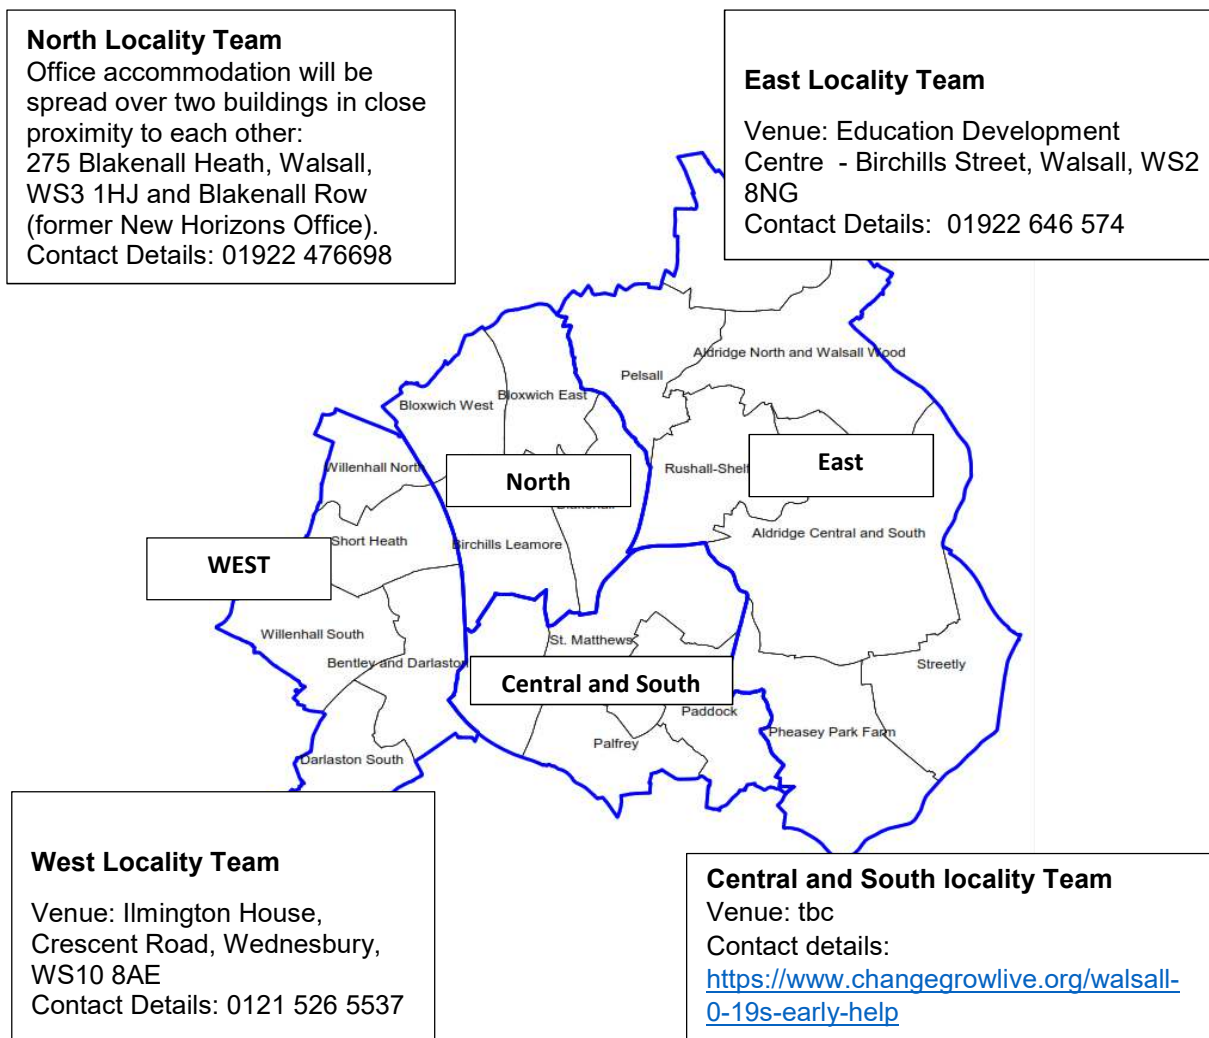 North Locality Team
Office accommodation will be
spread over two buildings in close
proximity to each other:
275 Blakenall Heath, Walsall,
WS3 1HJ and Blakenall Row
(former New Horizons Office).
Contact Details: 01922 476698
East Locality Team
Venue: Education Development
Centre - Birchills Street, Walsall, WS2
8NG
Contact Details: 01922 646 574
Aldridge North and Walsall Wood
Pelsall
Bloxwich East
Bloxwich West
Willenhall North
Rushall-Shelf
East
North
Short Heath
Birchills Leamore
Aldridge Central and South
WEST
Willenhall South
St. Matthews
Bentley and Darlaston
Streetly
Central and South
Paddock
Pheasey Park Farm
Palfrey
Darlaston South
West Locality Team
Venue: Ilmington House,
Crescent Road, Wednesbury,
WS10 8AE
Contact Details: 0121 526 5537
Central and South locality Team
Venue: tbc
Contact details:
https://www.changegrowlive.org/walsall-
0-19s-early-help